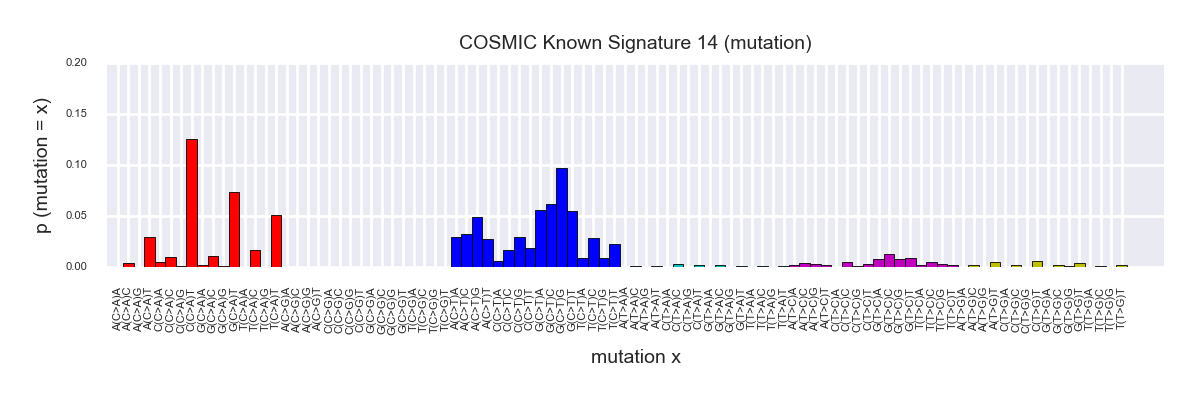 COSMIC Known Signature 14 (mutation)
0.20
0.15
0.10
0.05
0.00
p (mutation = x)
A(C>A)A
A(C>A)C
A(C>A)G
A(C>A)T
C(C>A)A
C(C>A)C
C(C>A)G
C(C>A)T
G(C>A)A
G(C>A)C
G(C>A)G
G(C>A)T
T(C>A)A
T(C>A)C
T(C>A)G
T(C>A)T
A(C>G)A
A(C>G)C
A(C>G)G
A(C>G)T
C(C>G)A
C(C>G)C
C(C>G)G
C(C>G)T
G(C>G)A
G(C>G)C
G(C>G)G
G(C>G)T
T(C>G)A
T(C>G)C
T(C>G)G
T(C>G)T
A(C>T)A
A(C>T)C
A(C>T)G
A(C>T)T
C(C>T)A
C(C>T)C
C(C>T)G
C(C>T)T
G(C>T)A
G(C>T)C
G(C>T)G
G(C>T)T
T(C>T)A
T(C>T)C
T(C>T)G
T(C>T)T
A(T>A)A
A(T>A)C
A(T>A)G
A(T>A)T
C(T>A)A
C(T>A)C
C(T>A)G
C(T>A)T
G(T>A)A
G(T>A)C
G(T>A)G
G(T>A)T
T(T>A)A
T(T>A)C
T(T>A)G
T(T>A)T
A(T>C)A
A(T>C)C
A(T>C)G
A(T>C)T
C(T>C)A
C(T>C)C
C(T>C)G
C(T>C)T
G(T>C)A
G(T>C)C
G(T>C)G
G(T>C)T
T(T>C)A
T(T>C)C
T(T>C)G
T(T>C)T
A(T>G)A
A(T>G)C
A(T>G)G
A(T>G)T
C(T>G)A
C(T>G)C
C(T>G)G
C(T>G)T
G(T>G)A
G(T>G)C
G(T>G)G
G(T>G)T
T(T>G)A
T(T>G)C
T(T>G)G
T(T>G)T
mutation x